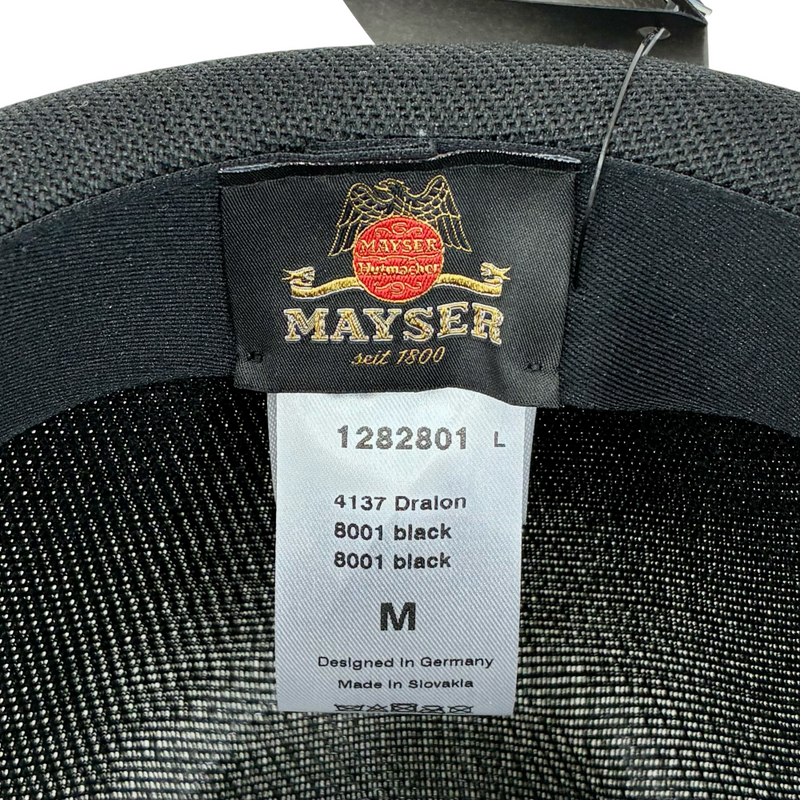 MAYSER
Hutmacher
MAYSER
seit 1800
1282801 L
4137 Dralon
8001 black
8001 black
M
Designed in Germany
Made in Slovakia